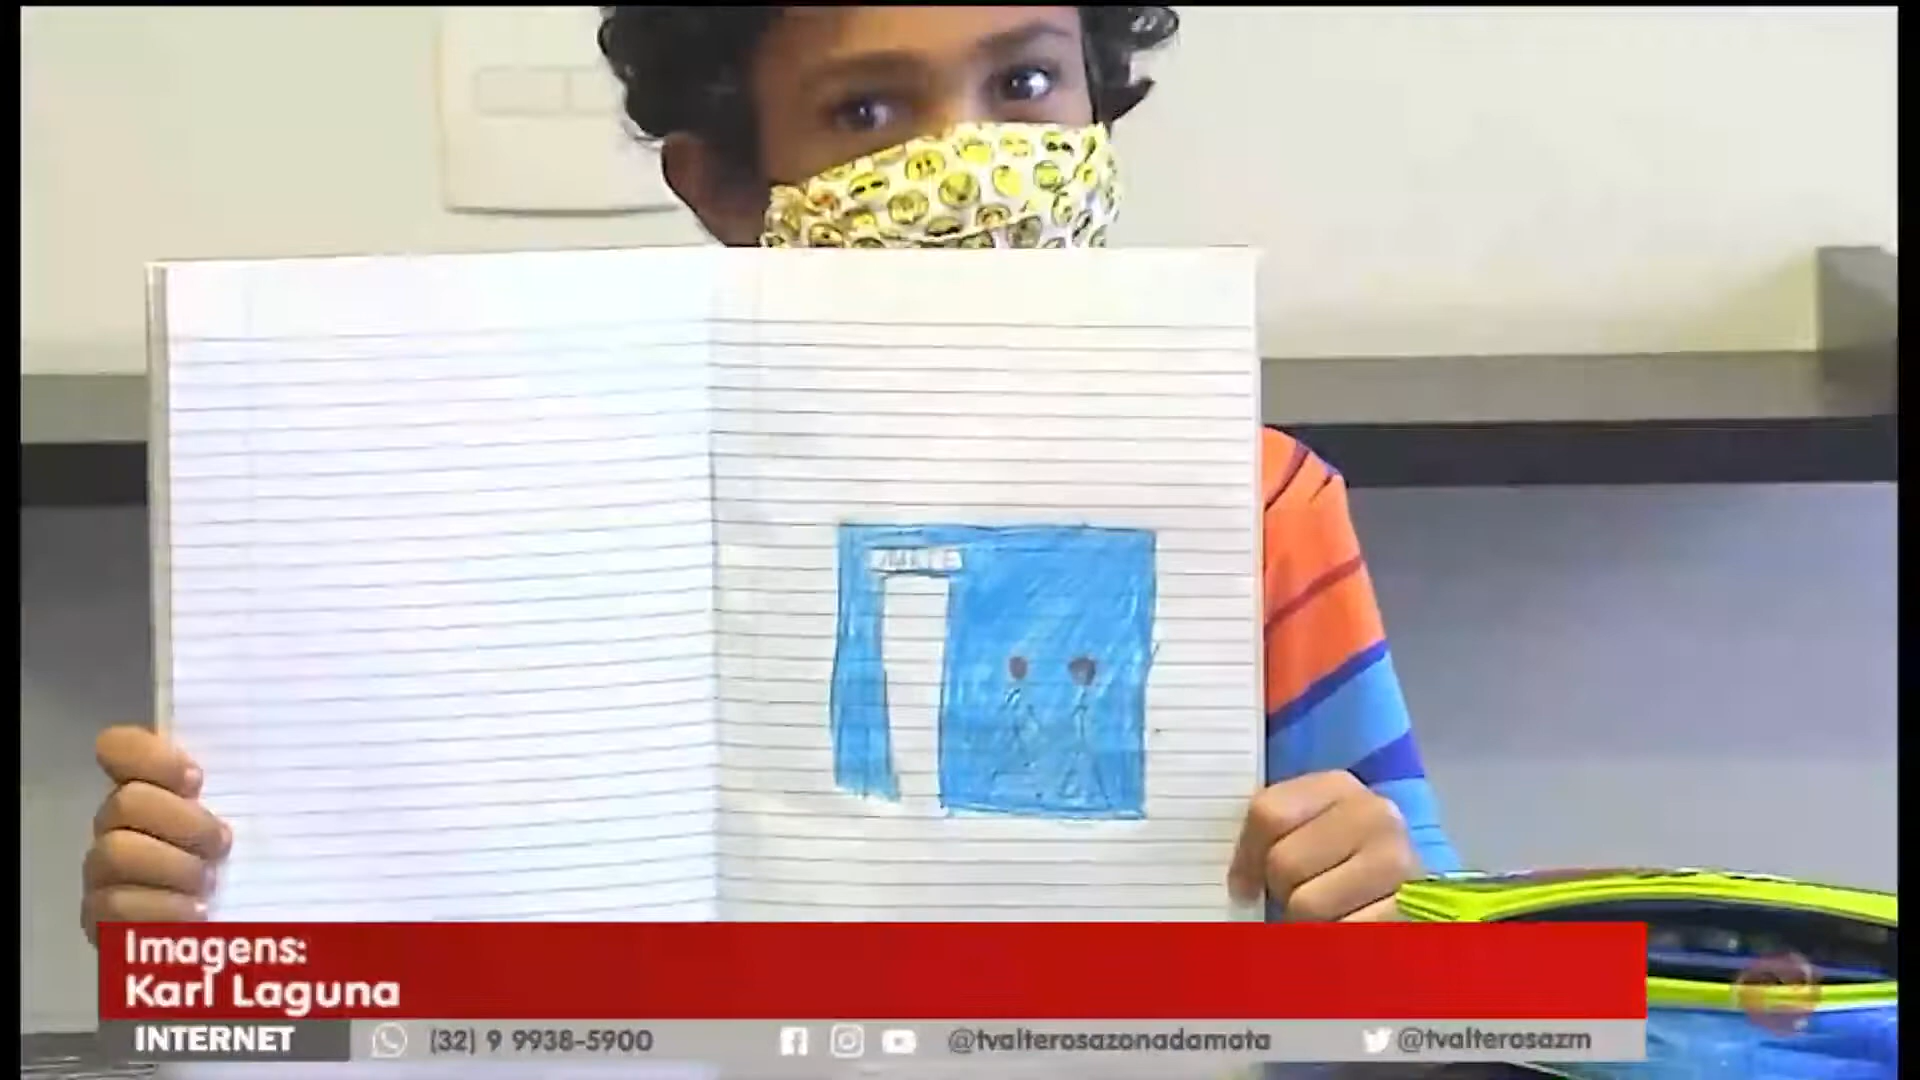 Imagens:
Karl Laguna
INTERNET (32) 9 9938-5900 @tvalterosazonadamata @tvalterosazm